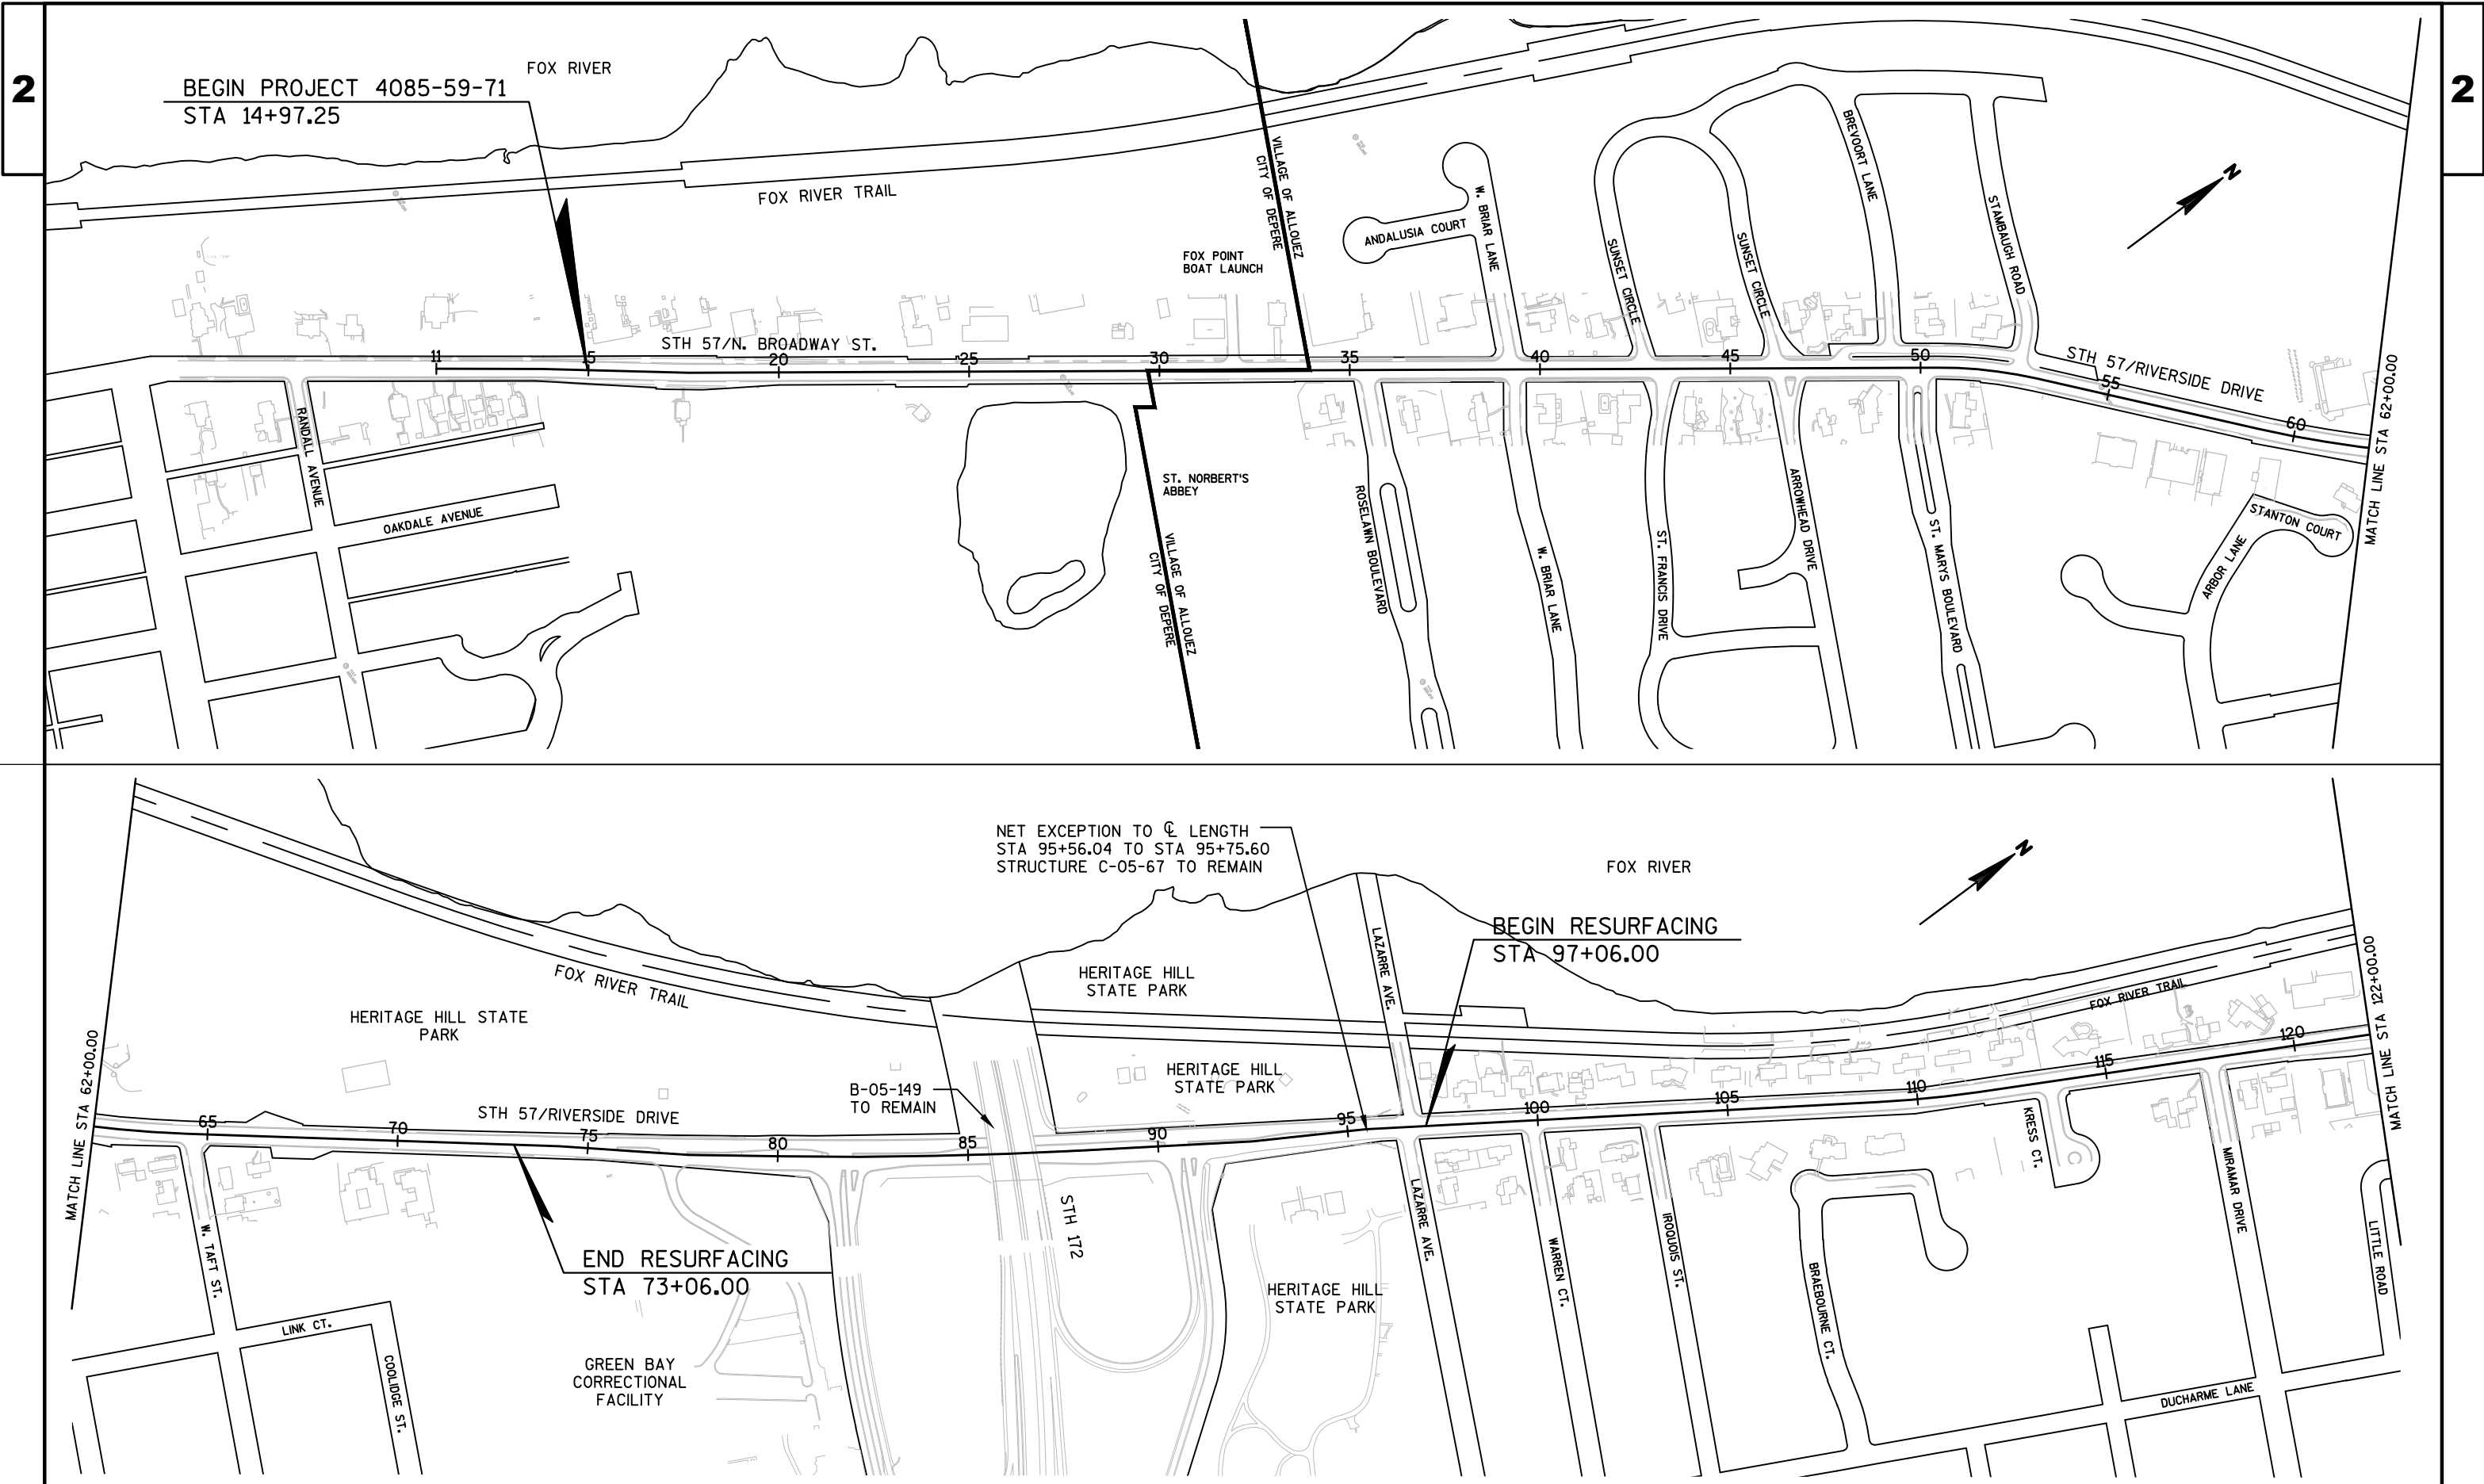 2
2
BEGIN PROJECT 4085-59-71
STA 14+97.25
FOX RIVER
FOX RIVER TRAIL
VILLAGE OF ALLOUEZ
CITY OF DEPERE
FOX POINT
BOAT LAUNCH
ANDALUSIA COURT
W. BRIAR LANE
SUNSET CIRCLE
SUNSET CIRCLE
BREVOORT LANE
STAMBAUGH ROAD
N
STH 57/N. BROADWAY ST.
11
15
20
25
30
35
40
45
50
55
60
STH 57/RIVERSIDE DRIVE
MATCH LINE STA 62+00.00
RANDALL AVENUE
OAKDALE AVENUE
ST. NORBERT'S
ABBEY
VILLAGE OF ALLOUEZ
CITY OF DEPERE
ROSELAWN BOULEVARD
W. BRIAR LANE
ST. FRANCIS DRIVE
ARROWHEAD DRIVE
ST. MARYS BOULEVARD
ARBOR LANE
STANTON COURT
NET EXCEPTION TO ℄ LENGTH
STA 95+56.04 TO STA 95+75.60
STRUCTURE C-05-67 TO REMAIN
FOX RIVER
N
BEGIN RESURFACING
STA 97+06.00
LAZARRE AVE.
FOX RIVER TRAIL
HERITAGE HILL
STATE PARK
HERITAGE HILL STATE
PARK
HERITAGE HILL
STATE PARK
FOX RIVER TRAIL
B-05-149
TO REMAIN
MATCH LINE STA 62+00.00
STH 57/RIVERSIDE DRIVE
65
70
75
80
85
90
95
100
105
110
115
120
MATCH LINE STA 122+00.00
END RESURFACING
STA 73+06.00
W. TAFT ST.
LINK CT.
COOLIDGE ST.
GREEN BAY
CORRECTIONAL
FACILITY
STH 172
HERITAGE HILL
STATE PARK
LAZARRE AVE.
WARREN CT.
IROQUOIS ST.
BRAEBOURNE CT.
KRESS CT.
MIRAMAR DRIVE
LITTLE ROAD
DUCHARME LANE